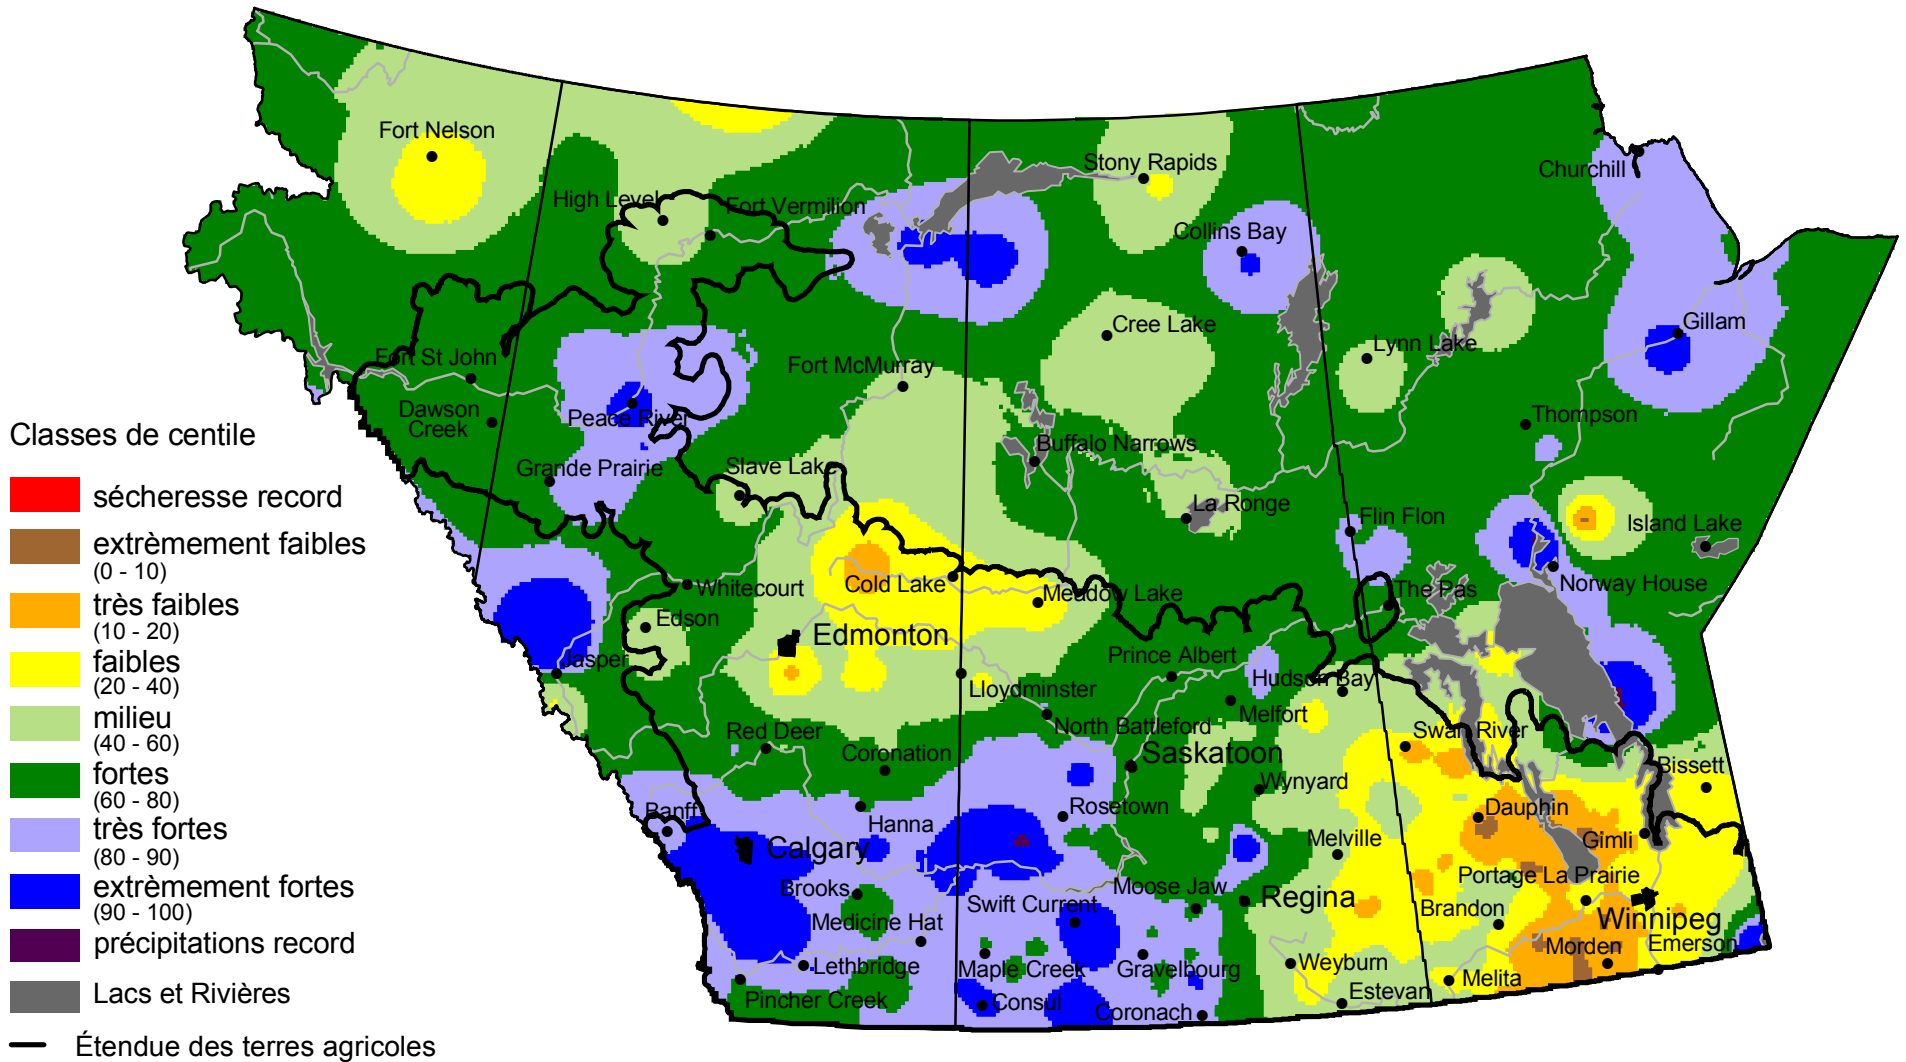 Fort Nelson
Stony Rapids
Churchill
High Level
Fort Vermilion
Collins Bay
Cree Lake
Gillam
Lynn Lake
Fort St John
Fort McMurray
Dawson
Creek
Peace River
Thompson
Classes de centile
Buffalo Narrows
Grande Prairie
Slave Lake
sécheresse record
La Ronge
Flin Flon
Island Lake
extrèmement faibles
(0 - 10)
Whitecourt
Cold Lake
Meadow Lake
The Pas
Norway House
très faibles
(10 - 20)
Edson
Edmonton
faibles
(20 - 40)
Jasper
Prince Albert
Hudson Bay
Lloydminster
Melfort
milieu
(40 - 60)
North Battleford
Red Deer
Coronation
Saskatoon
Swan River
fortes
(60 - 80)
Wynyard
Bissett
Banff
Hanna
Rosetown
Dauphin
très fortes
(80 - 90)
Calgary
Melville
Gimli
extrèmement fortes
(90 - 100)
Brooks
Moose Jaw
Regina
Portage La Prairie
Medicine Hat
Swift Current
Brandon
Winnipeg
précipitations record
Morden
Emerson
Lethbridge
Maple Creek
Gravelbourg
Weyburn
Melita
Lacs et Rivières
Pincher Creek
Consul
Coronach
Estevan
Étendue des terres agricoles